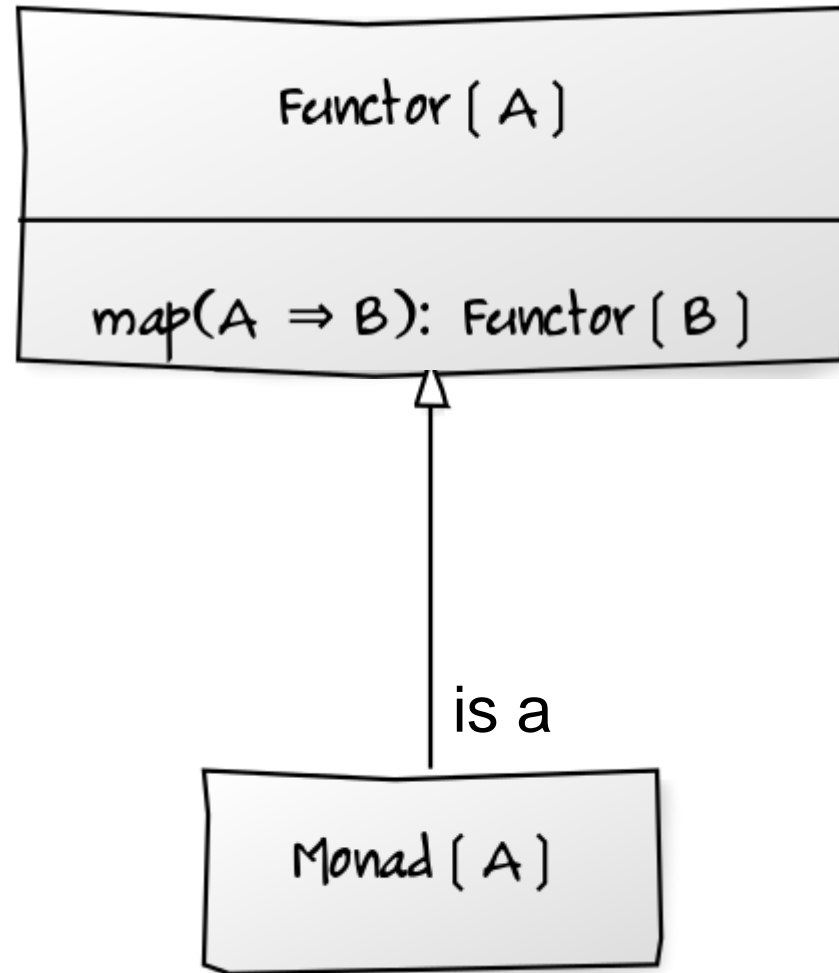 Functor [ A ]
map(A ⇒ B): Functor [ B ]
is a
Monad [ A ]